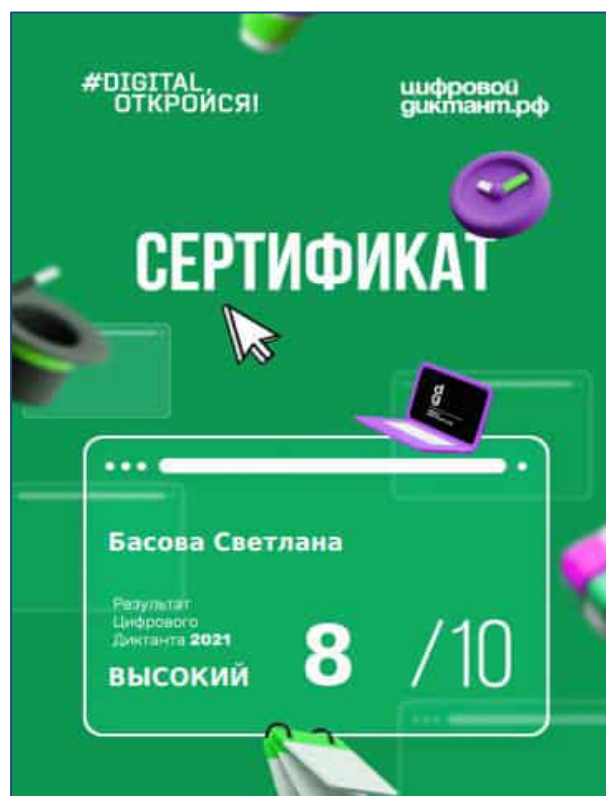 #DIGITAL,
ОТКРОЙСЯ!
цифровой
диктант.рф
СЕРТИФИКАТ
Басова Светлана
Результат
Цифрового
Диктанта 2021
ВЫСОКИЙ
8 /10